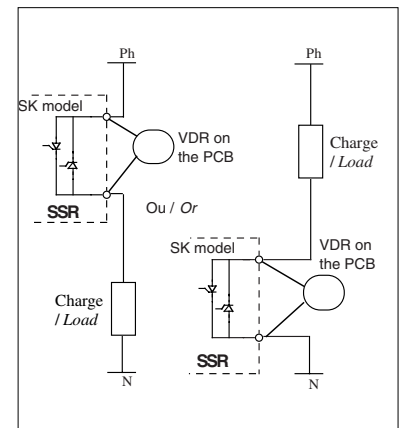 Ph
SK model
VDR on
the PCB
SSR
Charge
/ Load
N
Ou / Or
Ph
Charge
/ Load
SK model
VDR on
the PCB
SSR
N